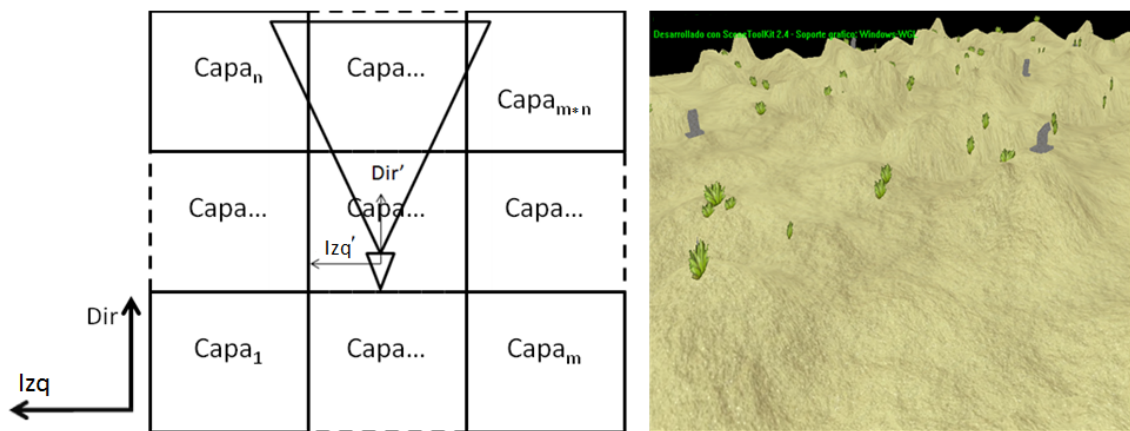 Capaₙ
Capa...
Capaₘ*ₙ
Dir’
Capa...
Capa...
Capa...
Izq’
Dir
Capa₁
Capa...
Capaₘ
Izq
Desarrollado con SceneToolKit 2.4 - Soporte grafico: Windows-WGL